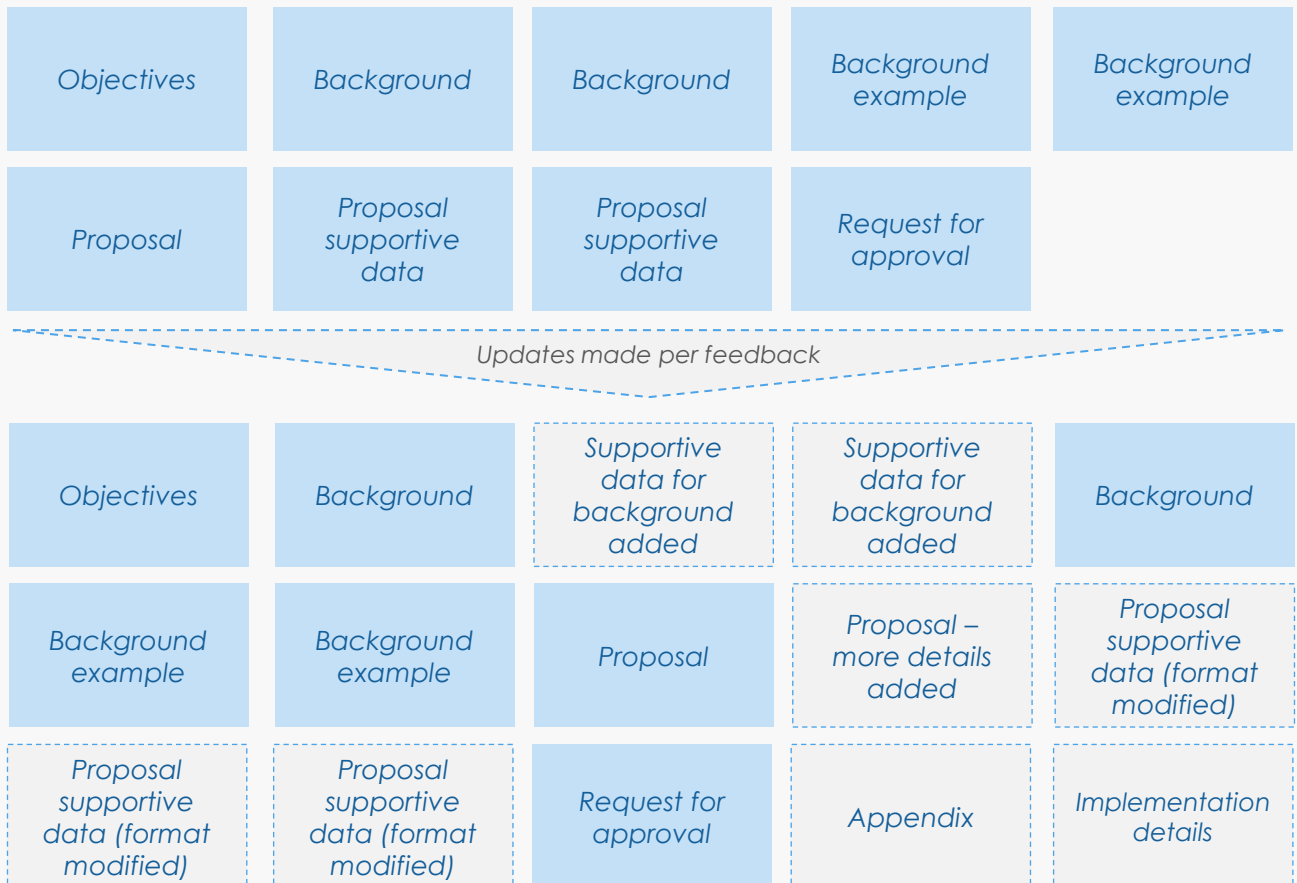 Objectives
Background
Background
Background
example
Background
example
Proposal
Proposal
supportive
data
Proposal
supportive
data
Request for
approval
Updates made per feedback
Objectives
Background
Supportive
data for
background
added
Supportive
data for
background
added
Background
Background
example
Background
example
Proposal
Proposal –
more details
added
Proposal
supportive
data (format
modified)
Proposal
supportive
data (format
modified)
Proposal
supportive
data (format
modified)
Request for
approval
Appendix
Implementation
details